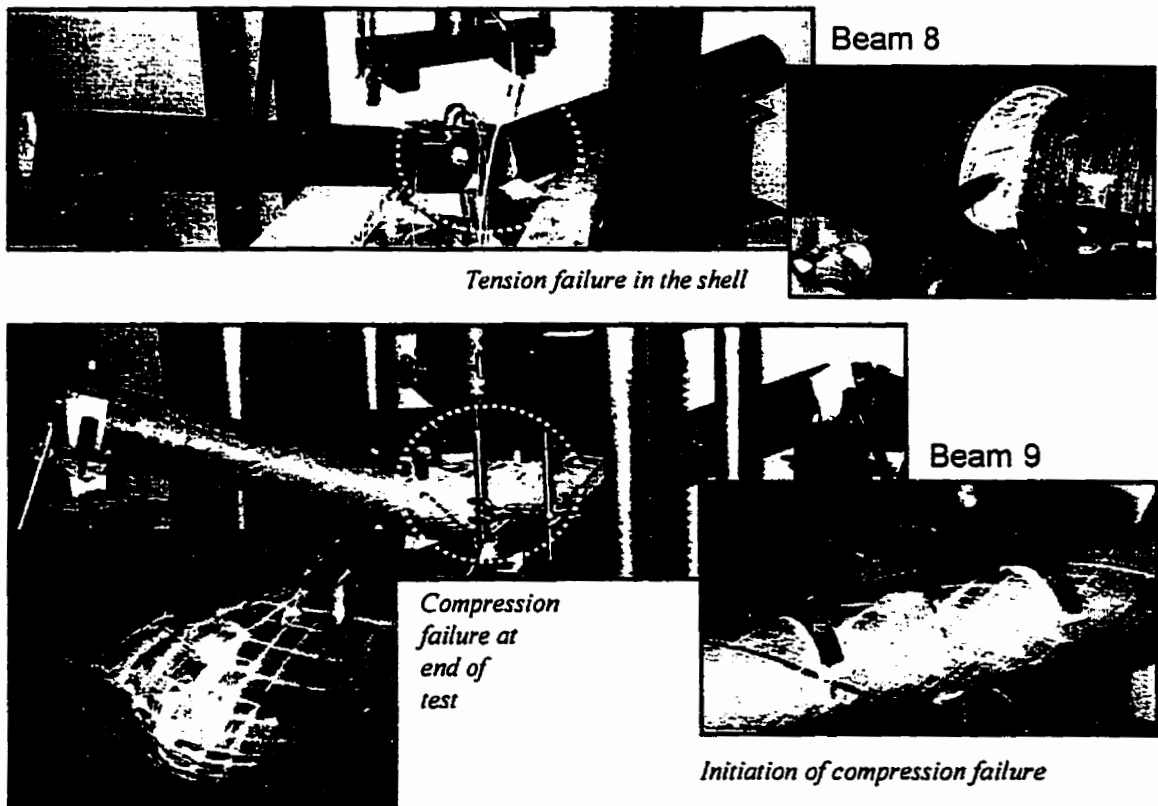 Beam 8
Tension failure in the shell
Beam 9
Compression
failure at
end of
test
Initiation of compression failure